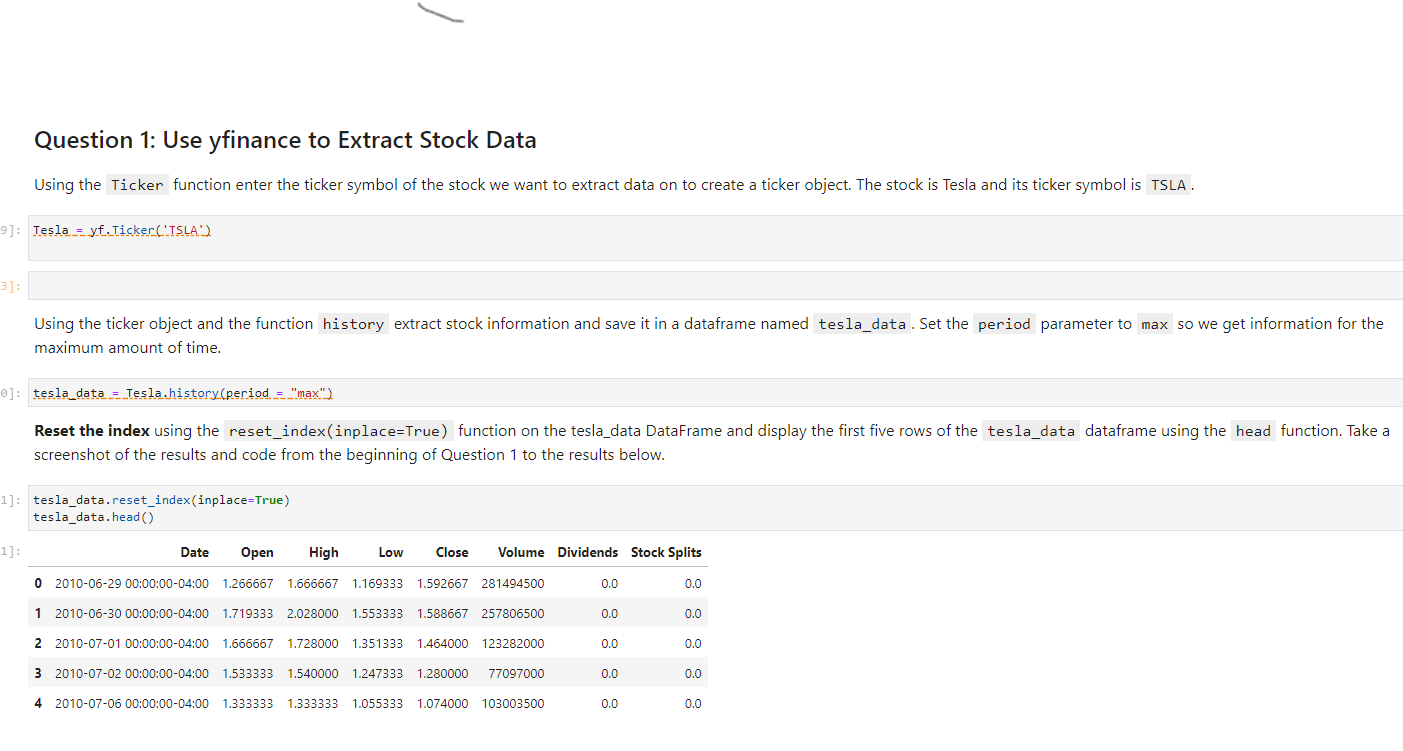 Question 1: Use yfinance to Extract Stock Data
Using the Ticker function enter the ticker symbol of the stock we want to extract data on to create a ticker object. The stock is Tesla and its ticker symbol is TSLA.
9]: Tesla = yf.Ticker('TSLA')
3]:
Using the ticker object and the function history extract stock information and save it in a dataframe named tesla_data. Set the period parameter to max so we get information for the
maximum amount of time.
0]: tesla_data = Tesla.history(period = "max")
Reset the index using the reset_index(inplace=True) function on the tesla_data DataFrame and display the first five rows of the tesla_data dataframe using the head function. Take a
screenshot of the results and code from the beginning of Question 1 to the results below.
1]: tesla_data.reset_index(inplace=True)
tesla_data.head()
1]: Date Open High Low Close Volume Dividends Stock Splits
0 2010-06-29 00:00:00-04:00 1.266667 1.666667 1.169333 1.592667 281494500 0.0 0.0
1 2010-06-30 00:00:00-04:00 1.719333 2.028000 1.553333 1.588667 257806500 0.0 0.0
2 2010-07-01 00:00:00-04:00 1.666667 1.728000 1.351333 1.464000 123282000 0.0 0.0
3 2010-07-02 00:00:00-04:00 1.533333 1.540000 1.247333 1.280000 77097000 0.0 0.0
4 2010-07-06 00:00:00-04:00 1.333333 1.333333 1.055333 1.074000 103003500 0.0 0.0